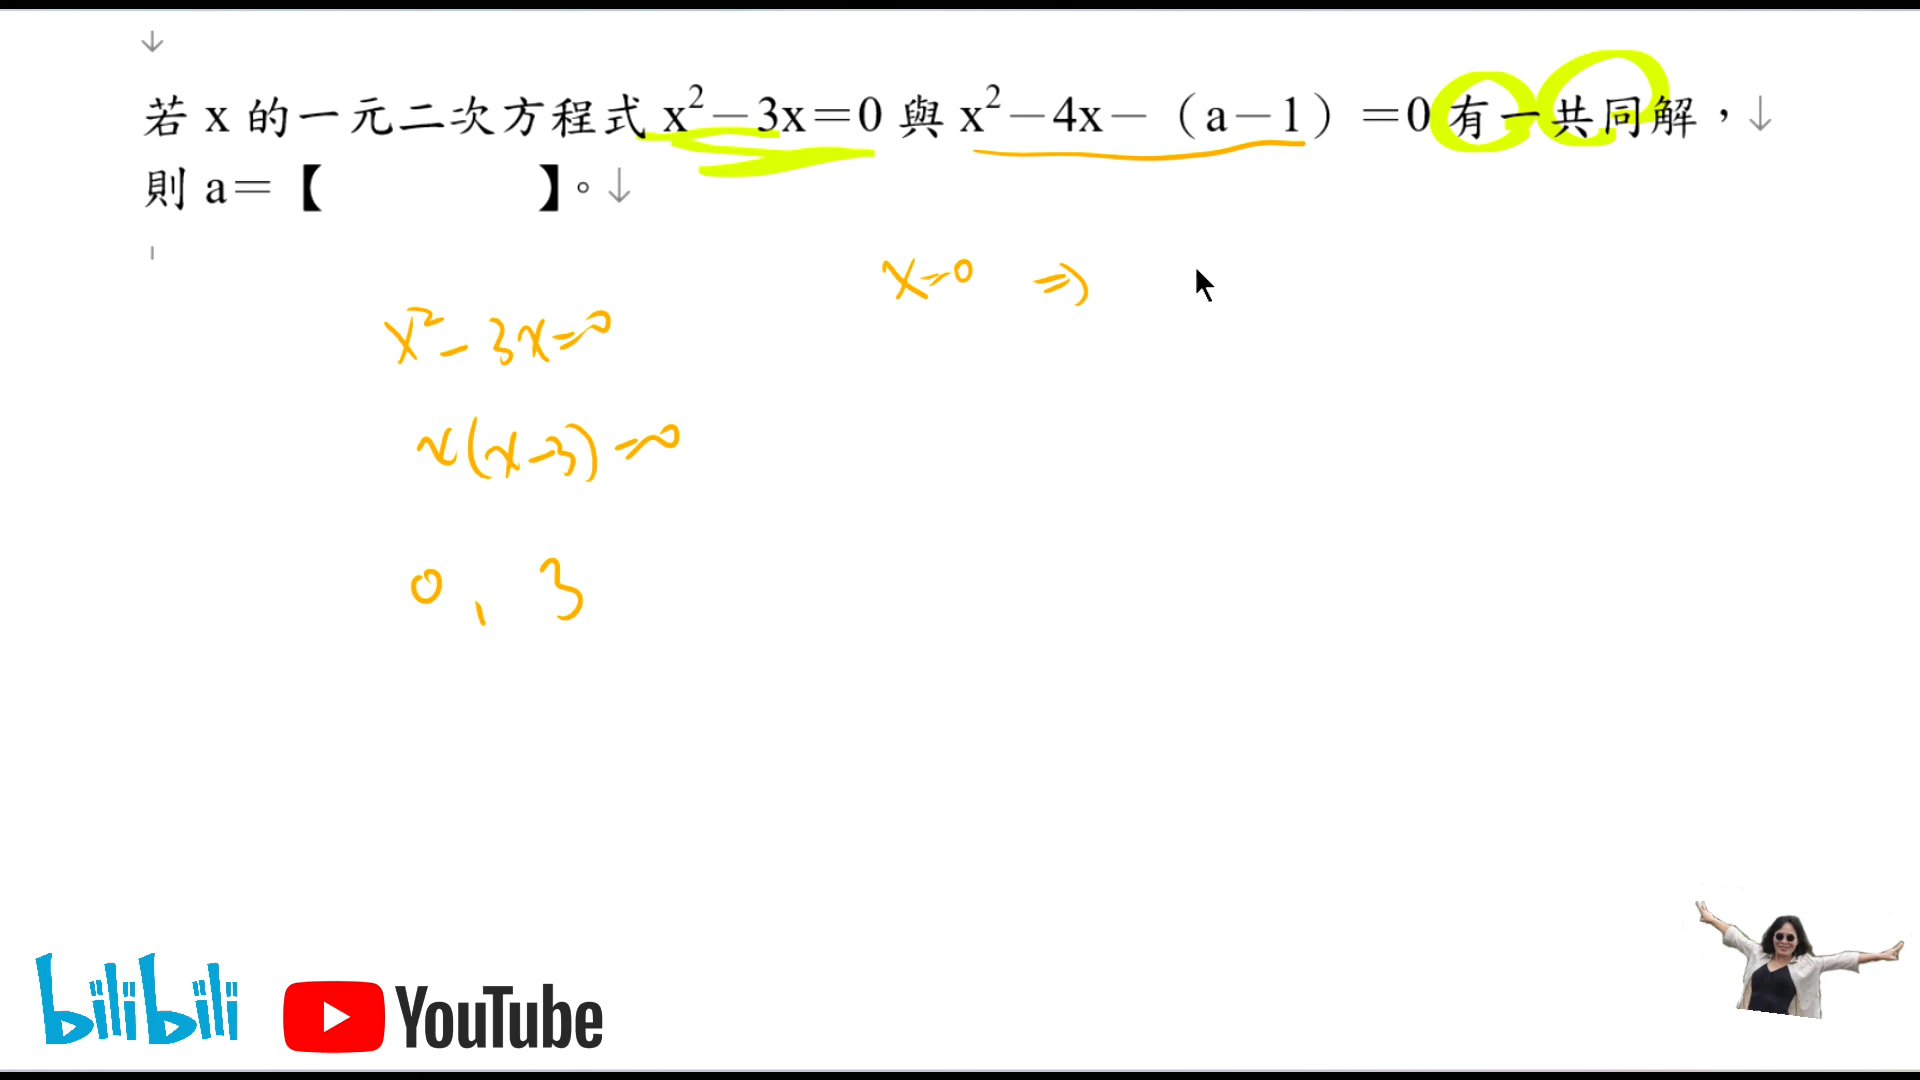 若 x 的一元二次方程式 x²－3x＝0 與 x²－4x－（a－1）＝0 有一共同解，↓
則 a＝【 】。↓
x=0 ⇒
x²-3x=0
x(x-3)=0
0, 3
bilibili
YouTube